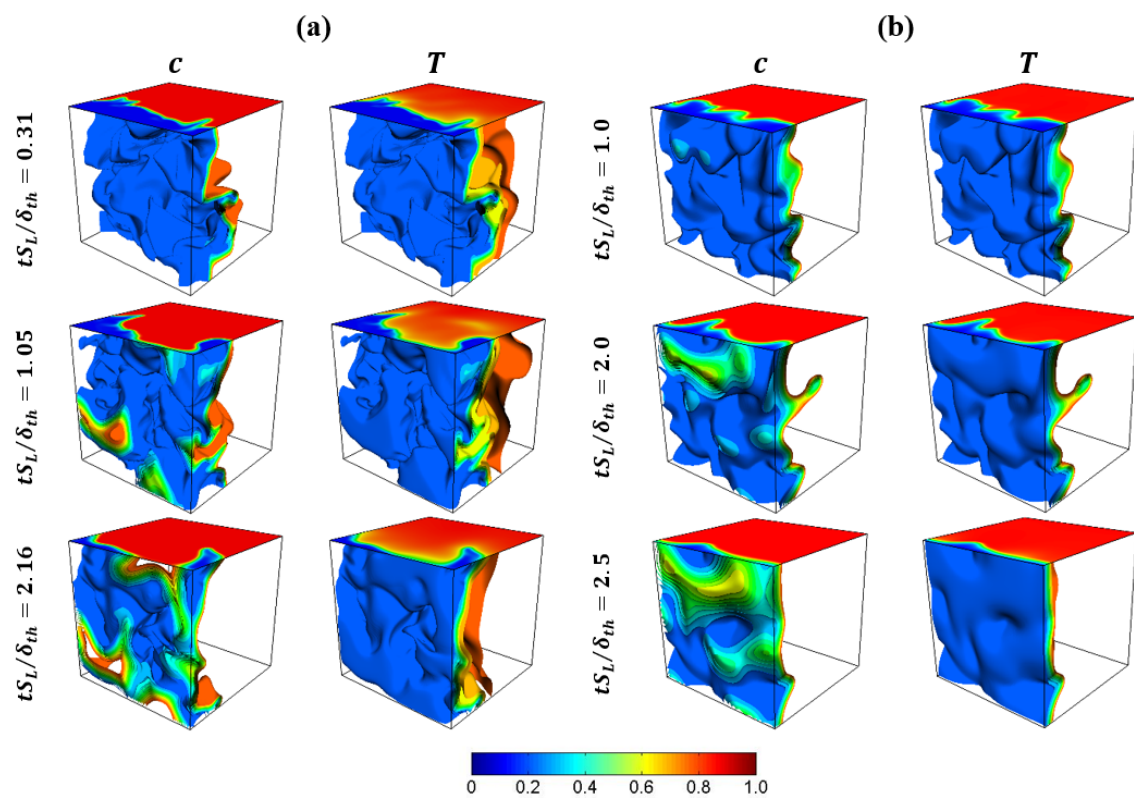 (a) (b)
c T c T
tS_L/δ_th = 0.31
tS_L/δ_th = 1.0
tS_L/δ_th = 1.05
tS_L/δ_th = 2.0
tS_L/δ_th = 2.16
tS_L/δ_th = 2.5
0 0.2 0.4 0.6 0.8 1.0